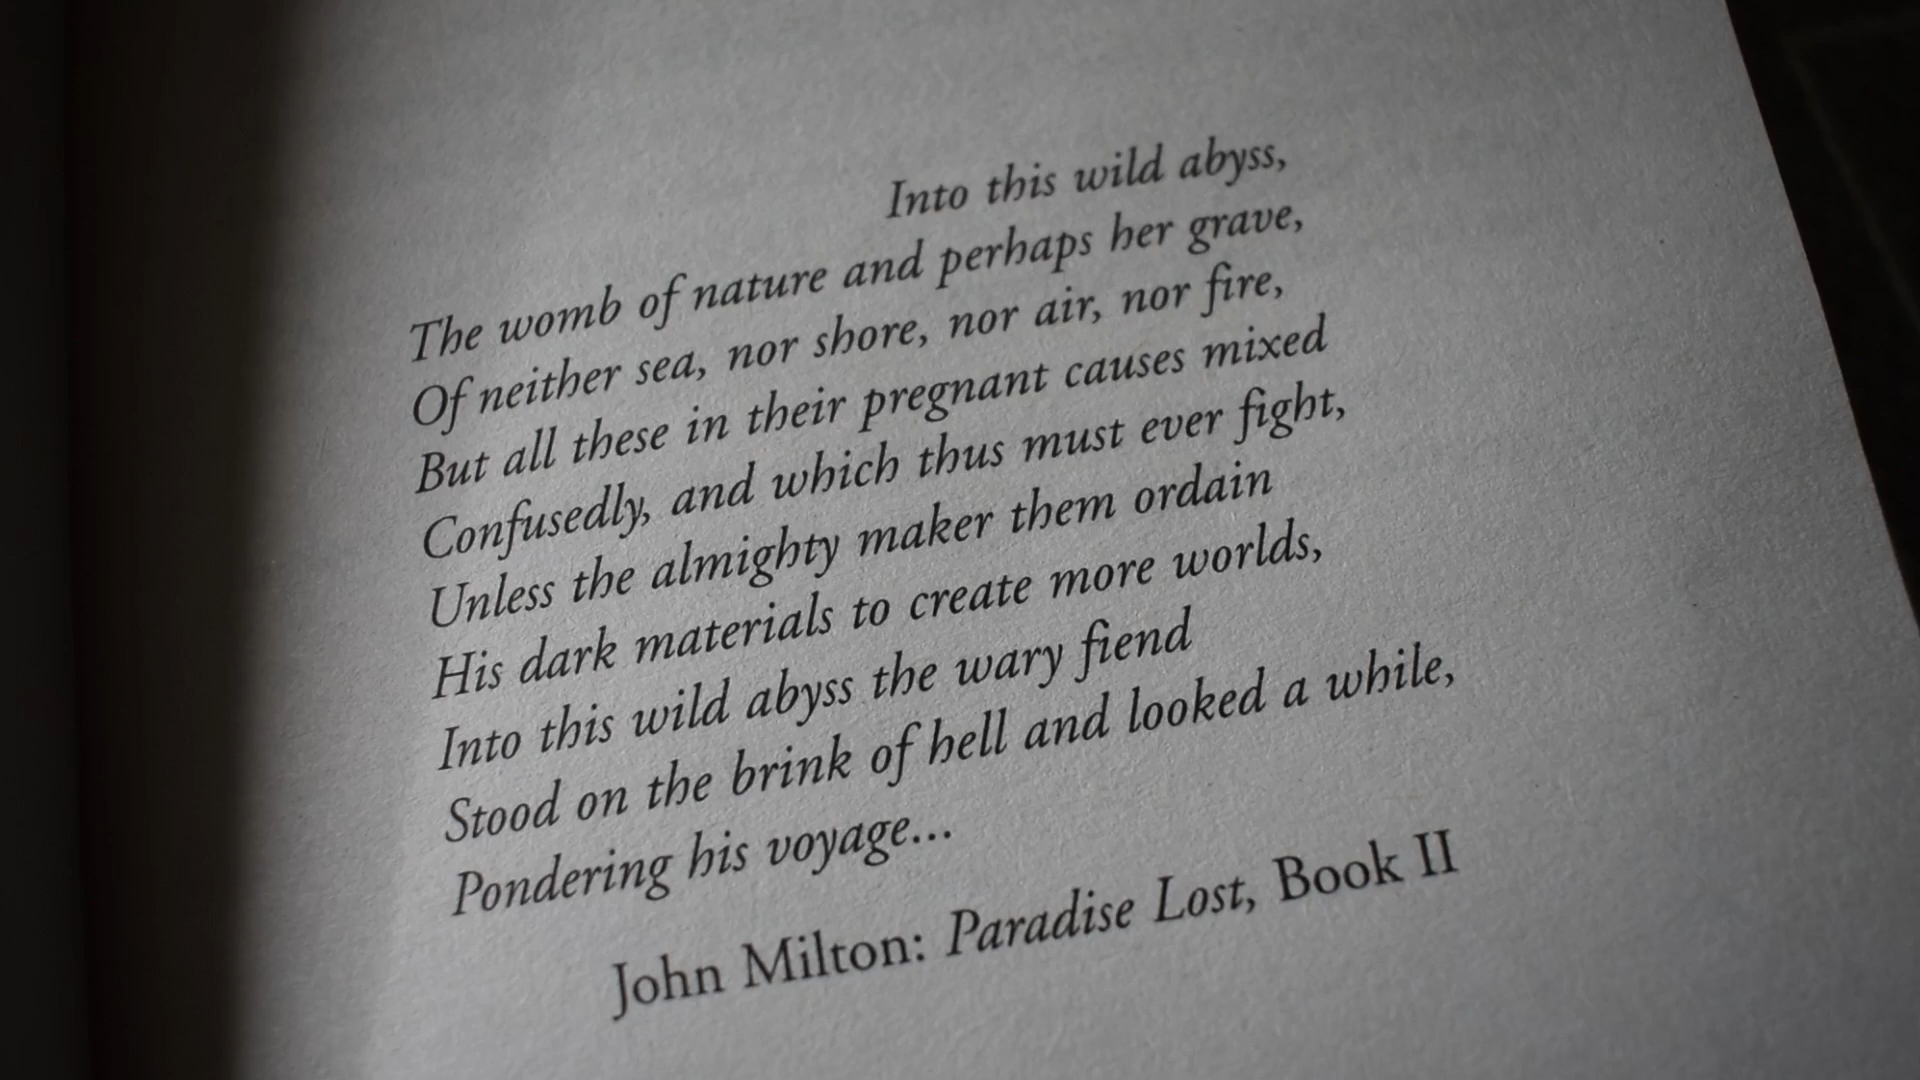 Into this wild abyss,
The womb of nature and perhaps her grave,
Of neither sea, nor shore, nor air, nor fire,
But all these in their pregnant causes mixed
Confusedly, and which thus must ever fight,
Unless the almighty maker them ordain
His dark materials to create more worlds,
Into this wild abyss the wary fiend
Stood on the brink of hell and looked a while,
Pondering his voyage...
John Milton: Paradise Lost, Book II